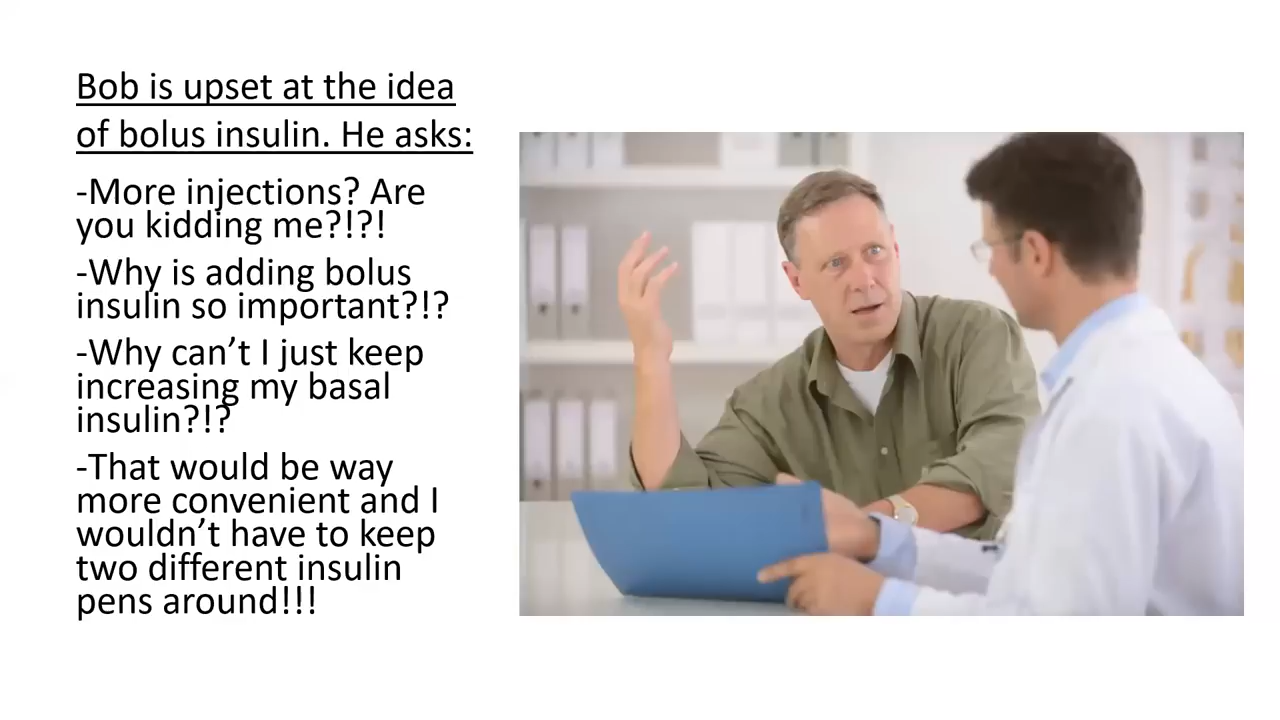 Bob is upset at the idea
of bolus insulin. He asks:
-More injections? Are
you kidding me?!?!
-Why is adding bolus
insulin so important?!?
-Why can’t I just keep
increasing my basal
insulin?!?
-That would be way
more convenient and I
wouldn’t have to keep
two different insulin
pens around!!!